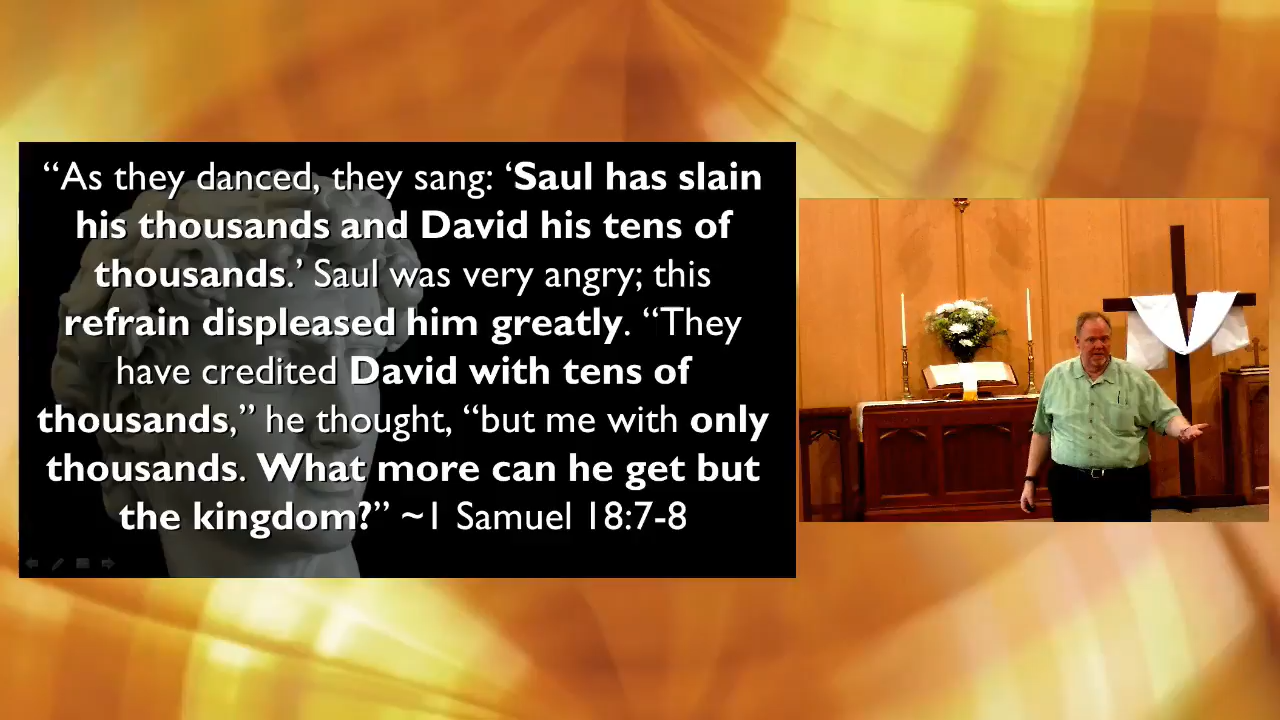 “As they danced, they sang: ‘Saul has slain
his thousands and David his tens of
thousands.’ Saul was very angry; this
refrain displeased him greatly. “They
have credited David with tens of
thousands,” he thought, “but me with only
thousands. What more can he get but
the kingdom?” ~1 Samuel 18:7-8